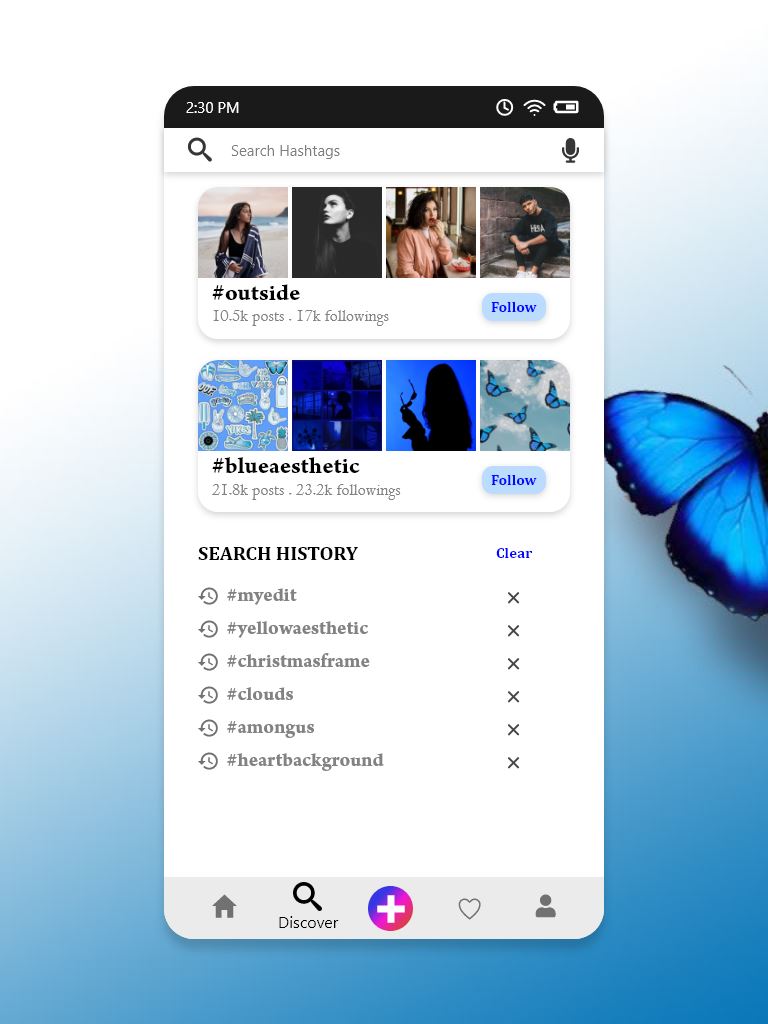 2:30 PM
Search Hashtags
#outside
10.5k posts . 17k followings
Follow
#blueaesthetic
21.8k posts . 23.2k followings
Follow
SEARCH HISTORY
Clear
#myedit
#yellowaesthetic
#christmasframe
#clouds
#amongus
#heartbackground
Discover